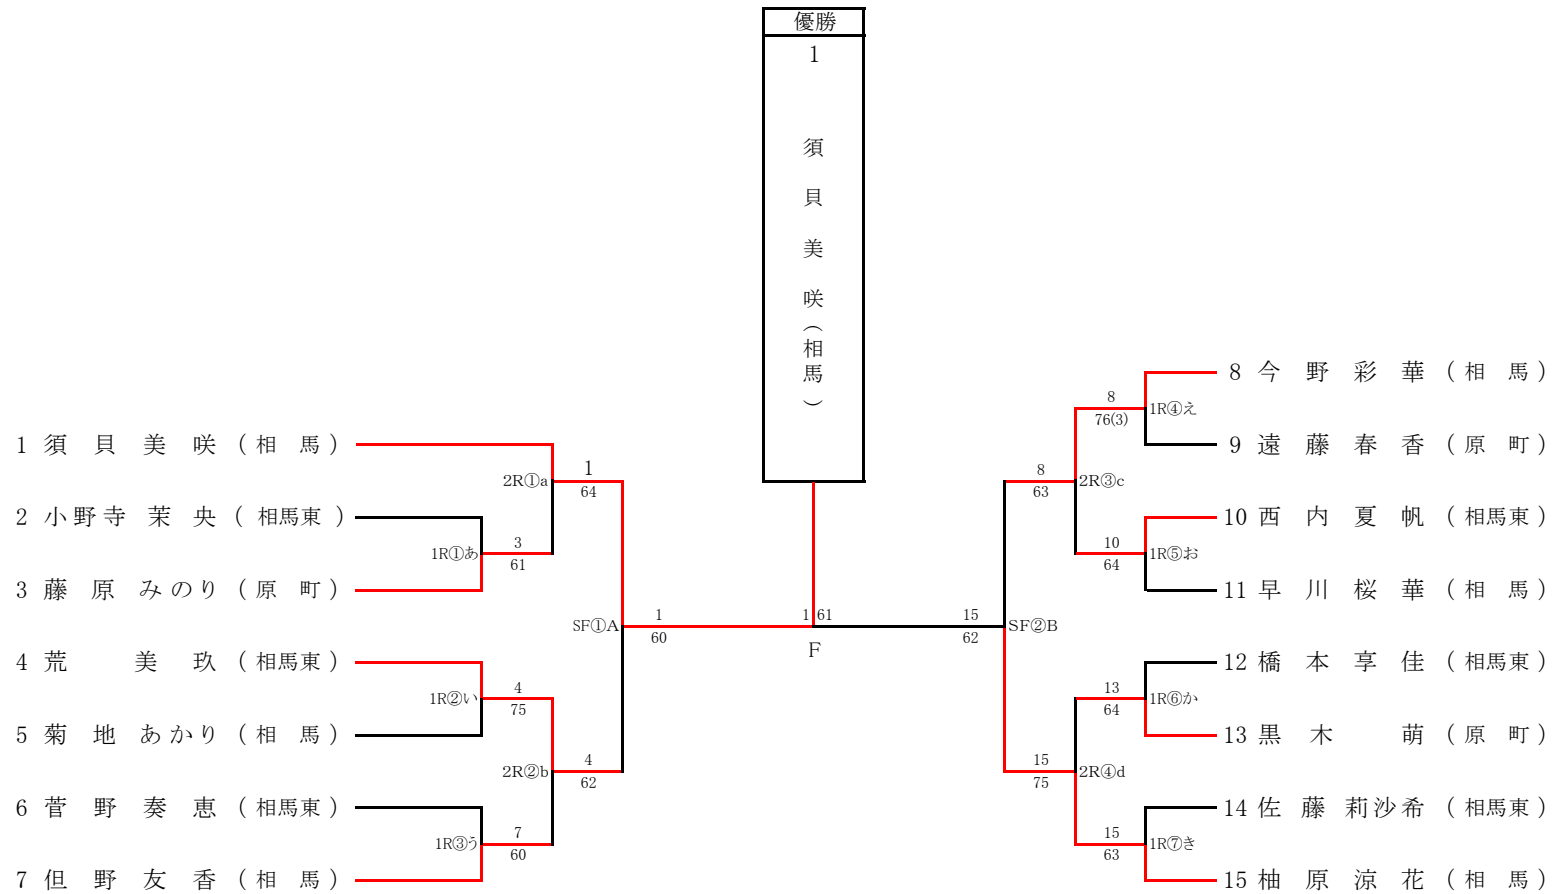 優勝
1
須貝美咲(相馬)
1 須貝美咲 ( 相馬 )
2 小野寺茉央 ( 相馬東 )
3 藤原みのり ( 原町 )
4 荒美玖 ( 相馬東 )
5 菊地あかり ( 相馬 )
6 菅野奏恵 ( 相馬東 )
7 但野友香 ( 相馬 )
1R①あ
3
61
1R②い
4
75
1R③う
7
60
2R①a
1
64
2R②b
4
62
SF①A
1
60
1 61
F
15
62
SF②B
8
63
2R③c
15
75
2R④d
8
76(3)
1R④え
10
64
1R⑤お
13
64
1R⑥か
15
63
1R⑦き
8 今野彩華 ( 相馬 )
9 遠藤春香 ( 原町 )
10 西内夏帆 ( 相馬東 )
11 早川桜華 ( 相馬 )
12 橋本享佳 ( 相馬東 )
13 黒木萌 ( 原町 )
14 佐藤莉沙希 ( 相馬東 )
15 柚原涼花 ( 相馬 )